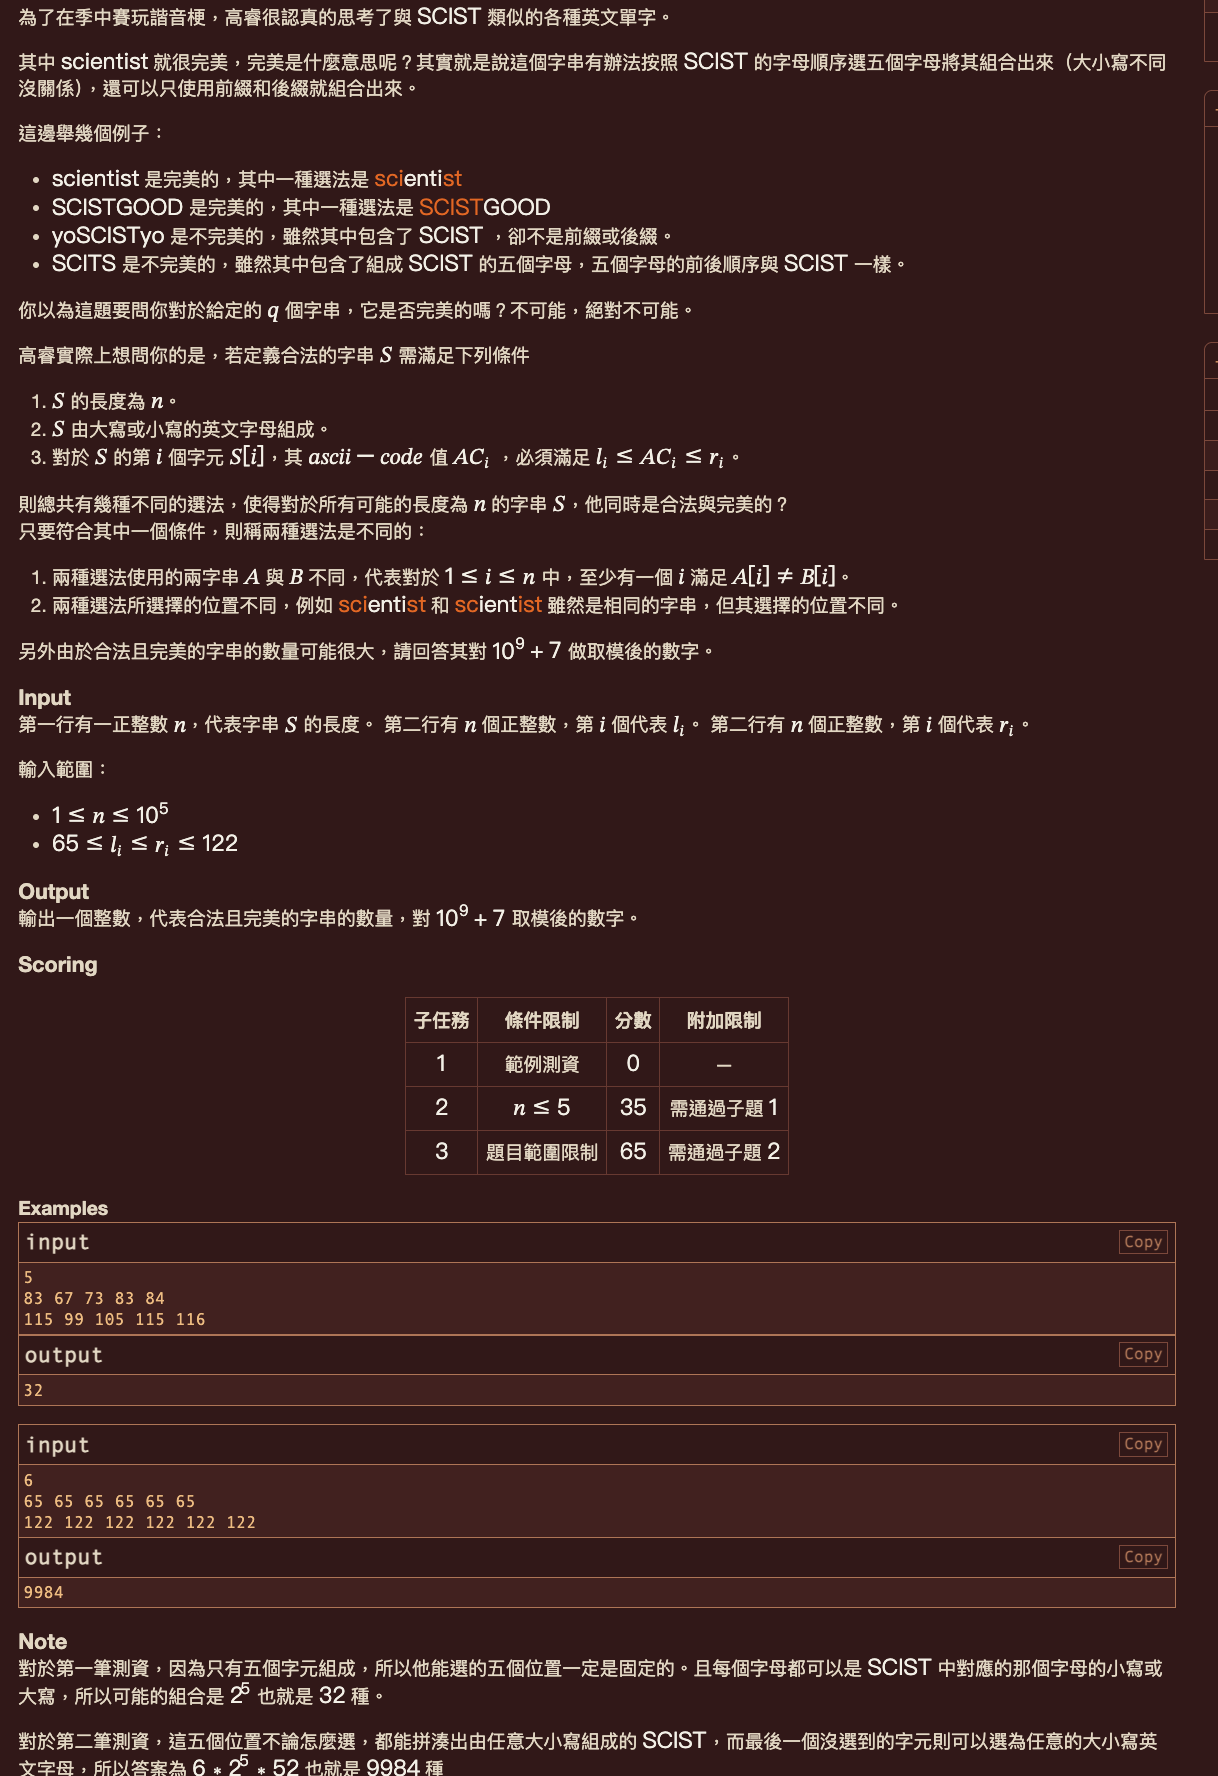 為了在季中賽玩諧音梗，高睿很認真的思考了與 SCIST 類似的各種英文單字。
其中 scientist 就很完美，完美是什麼意思呢？其實就是說這個字串有辦法按照 SCIST 的字母順序選五個字母將其組合出來（大小寫不同
沒關係），還可以只使用前綴和後綴就組合出來。
這邊舉幾個例子：
• scientist 是完美的，其中一種選法是 scientist
• SCISTGOOD 是完美的，其中一種選法是 SCISTGOOD
• yoSCISTyo 是不完美的，雖然其中包含了 SCIST ，卻不是前綴或後綴。
• SCITS 是不完美的，雖然其中包含了組成 SCIST 的五個字母，五個字母的前後順序與 SCIST 一樣。
你以為這題要問你對於給定的 q 個字串，它是否完美的嗎？不可能，絕對不可能。
高睿實際上想問你的是，若定義合法的字串 S 需滿足下列條件
1. S 的長度為 n。
2. S 由大寫或小寫的英文字母組成。
3. 對於 S 的第 i 個字元 S[i]，其 ascii − code 值 AC_i ，必須滿足 l_i ≤ AC_i ≤ r_i 。
則總共有幾種不同的選法，使得對於所有可能的長度為 n 的字串 S，他同時是合法與完美的？
只要符合其中一個條件，則稱兩種選法是不同的：
1. 兩種選法使用的兩字串 A 與 B 不同，代表對於 1 ≤ i ≤ n 中，至少有一個 i 滿足 A[i] ≠ B[i]。
2. 兩種選法所選擇的位置不同，例如 scientist 和 scientist 雖然是相同的字串，但其選擇的位置不同。
另外由於合法且完美的字串的數量可能很大，請回答其對 10^9 + 7 做取模後的數字。
Input
第一行有一正整數 n，代表字串 S 的長度。 第二行有 n 個正整數，第 i 個代表 l_i。 第二行有 n 個正整數，第 i 個代表 r_i 。
輸入範圍：
• 1 ≤ n ≤ 10^5
• 65 ≤ l_i ≤ r_i ≤ 122
Output
輸出一個整數，代表合法且完美的字串的數量，對 10^9 + 7 取模後的數字。
Scoring
子任務 條件限制 分數 附加限制
1 範例測資 0 –
2 n ≤ 5 35 需通過子題 1
3 題目範圍限制 65 需通過子題 2
Examples
input Copy
5
83 67 73 83 84
115 99 105 115 116
output Copy
32
input Copy
6
65 65 65 65 65 65
122 122 122 122 122 122
output Copy
9984
Note
對於第一筆測資，因為只有五個字元組成，所以他能選的五個位置一定是固定的。且每個字母都可以是 SCIST 中對應的那個字母的小寫或
大寫，所以可能的組合是 2^5 也就是 32 種。
對於第二筆測資，這五個位置不論怎麼選，都能拼湊出由任意大小寫組成的 SCIST，而最後一個沒選到的字元則可以選為任意的大小寫英
文字母，所以答案為 6 * 2^5 * 52 也就是 9984 種